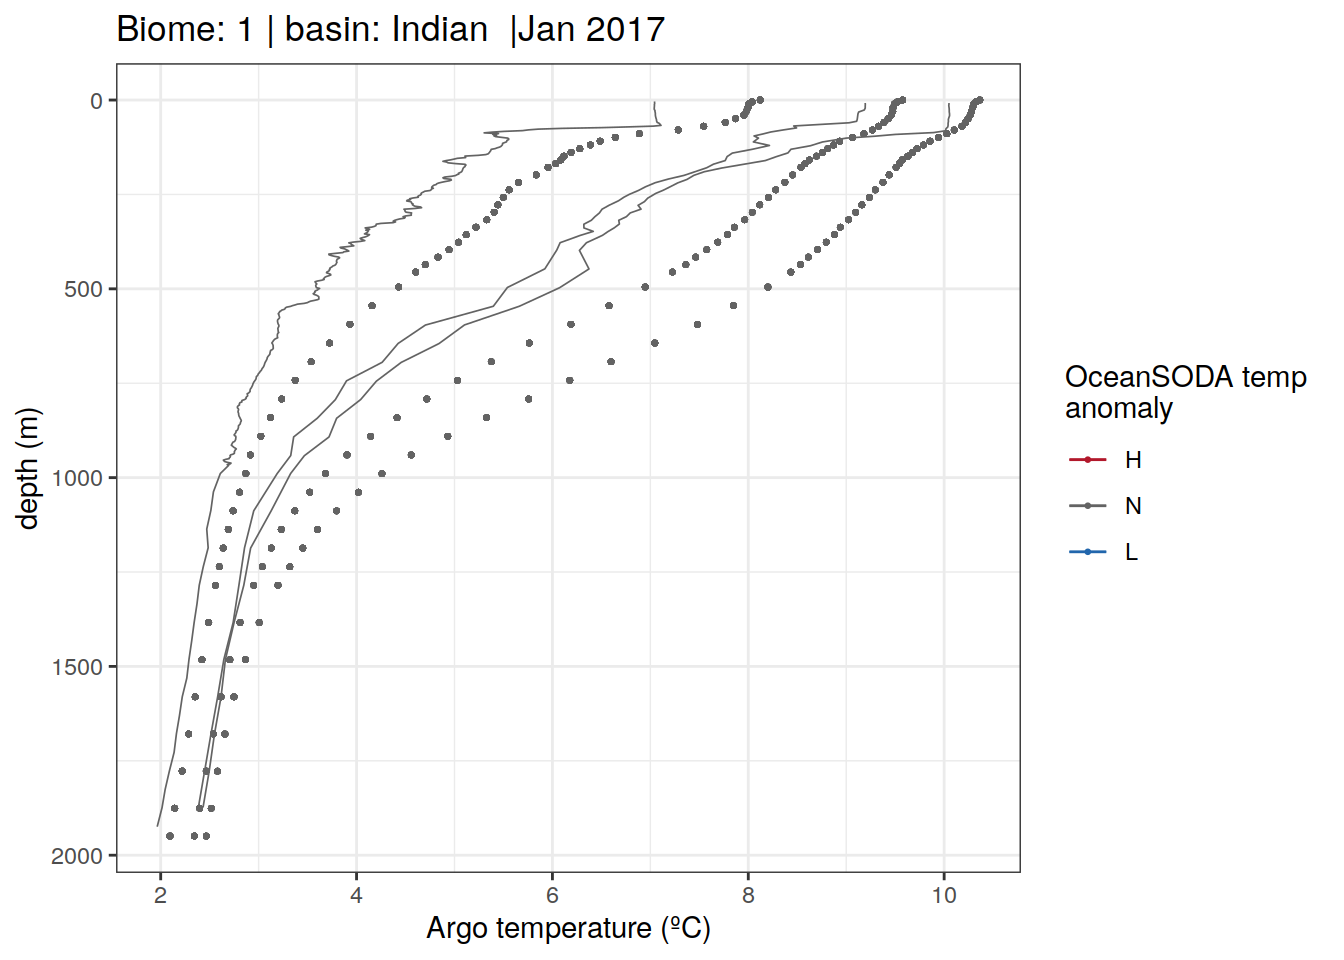 Biome: 1 | basin: Indian  |Jan 2017
0
500
1000
1500
2000
depth (m)
2
4
6
8
10
Argo temperature (ºC)
OceanSODA temp
anomaly
H
N
L